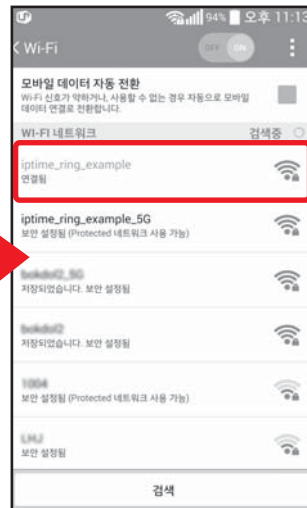 94% 오후 11:13
Wi-Fi
OFF ON
모바일 데이터 자동 전환
Wi-Fi 신호가 약하거나, 사용할 수 없는 경우 자동으로 모바일
데이터 연결로 전환합니다.
WI-FI 네트워크 검색중
iptime_ring_example
연결됨
iptime_ring_example_5G
보안 설정됨 (Protected 네트워크 사용 가능)
저장되었습니다. 보안 설정됨
저장되었습니다. 보안 설정됨
1004
보안 설정됨 (Protected 네트워크 사용 가능)
LHJ
보안 설정됨
검색